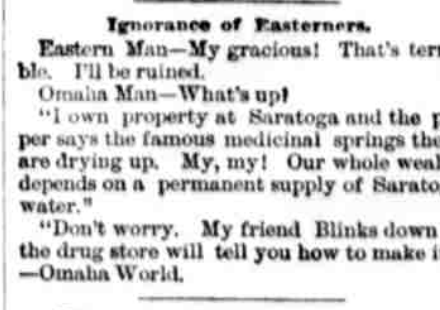 Ignorance of Easterners.
Eastern Man—My gracious! That's terri
ble. I'll be ruined.
Omaha Man—What's up?
"I own property at Saratoga and the p
per says the famous medicinal springs the
are drying up. My, my! Our whole weal
depends on a permanent supply of Sarato
water."
"Don't worry. My friend Blinks down
the drug store will tell you how to make i
—Omaha World.